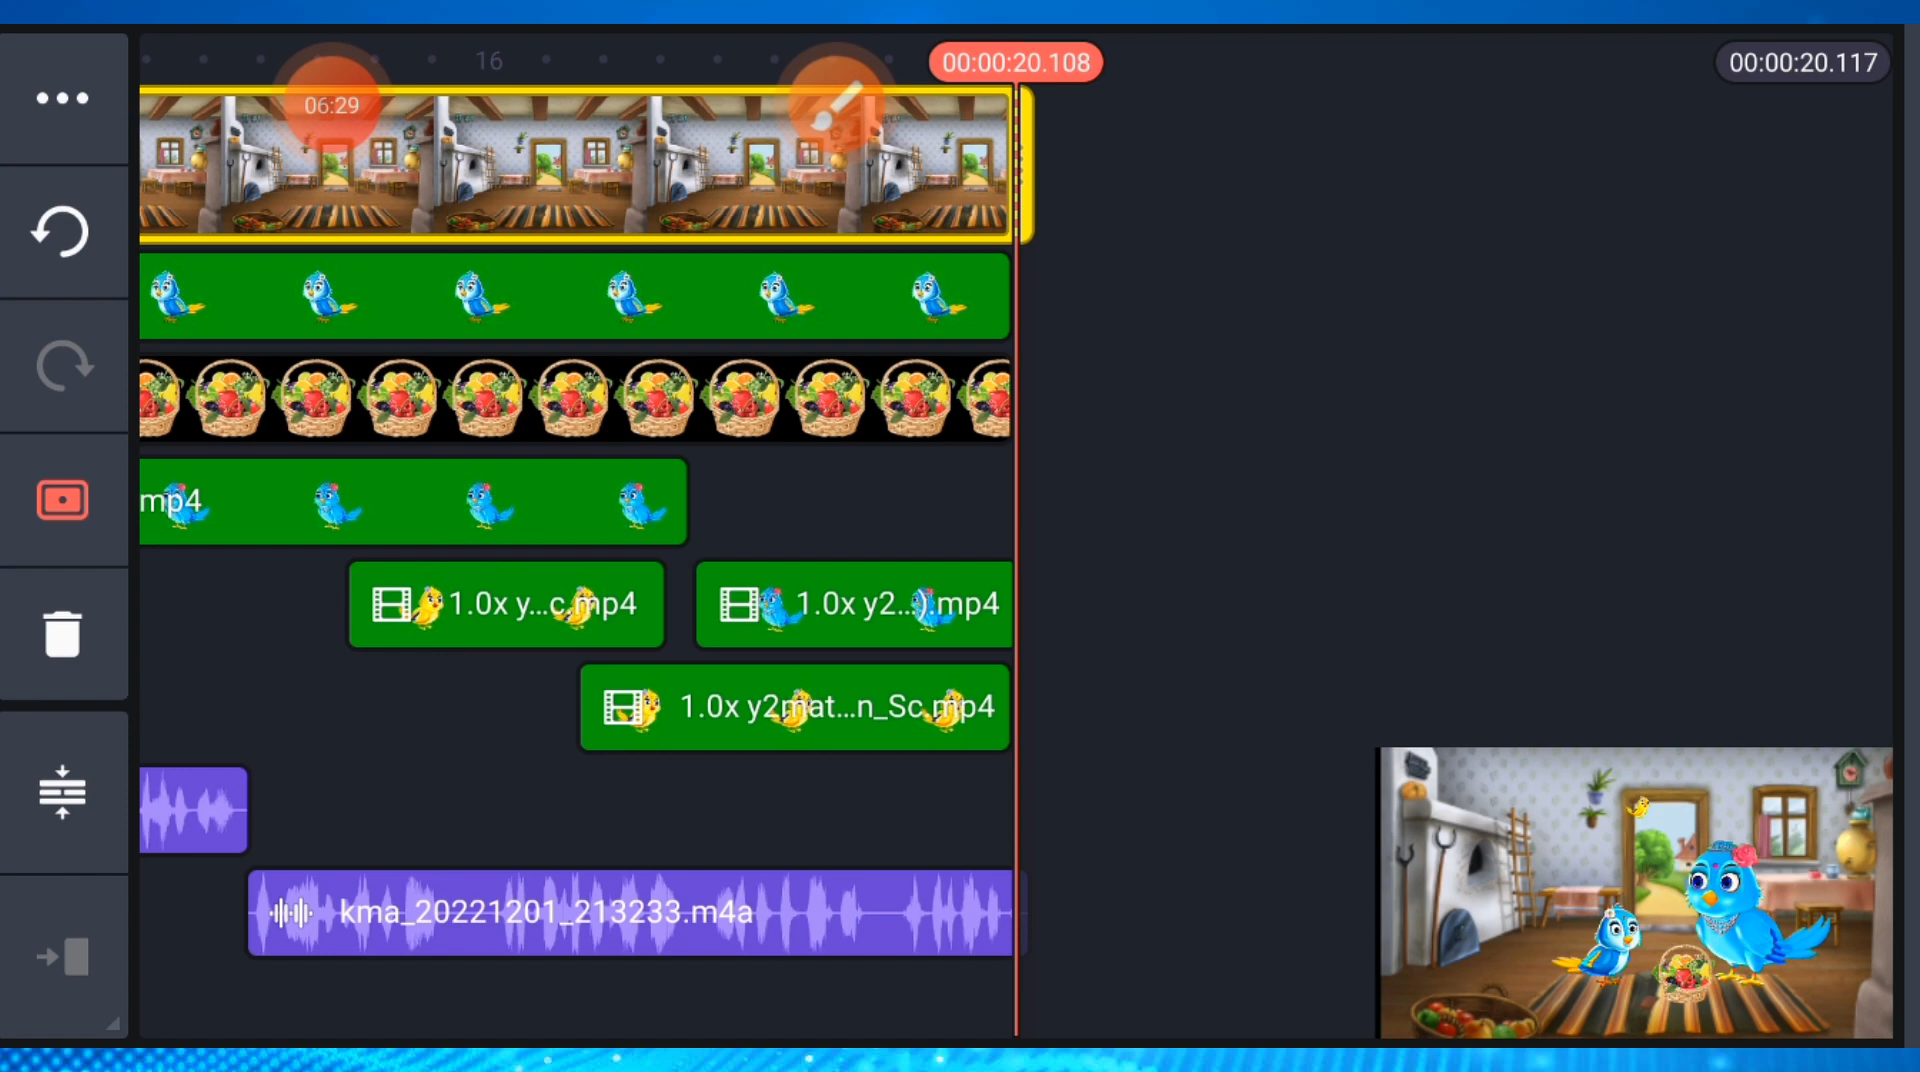 16
00:00:20.108
00:00:20.117
06:29
mp4
1.0x y...c.mp4
1.0x y2...).mp4
1.0x y2mat...n_Sc.mp4
kma_20221201_213233.m4a